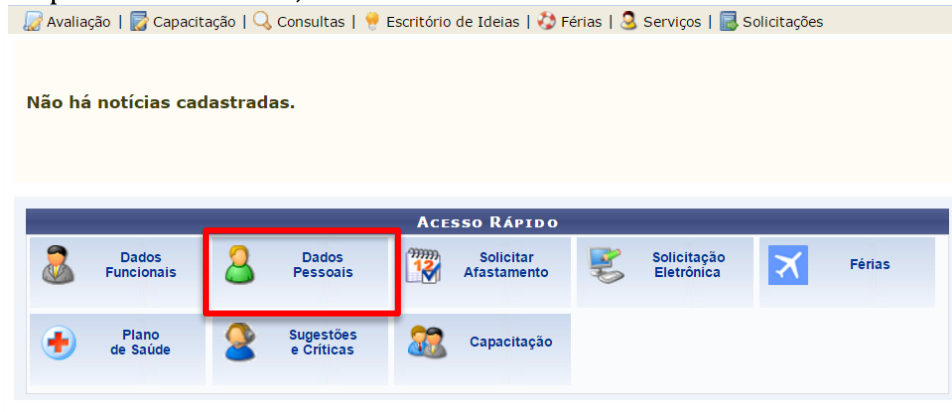 Avaliação | Capacitação | Consultas | Escritório de Ideias | Férias | Serviços | Solicitações
Não há notícias cadastradas.
ACESSO RÁPIDO
Dados
Funcionais
Dados
Pessoais
Solicitar
Afastamento
12
Solicitação
Eletrônica
Férias
Plano
de Saúde
Sugestões
e Críticas
Capacitação